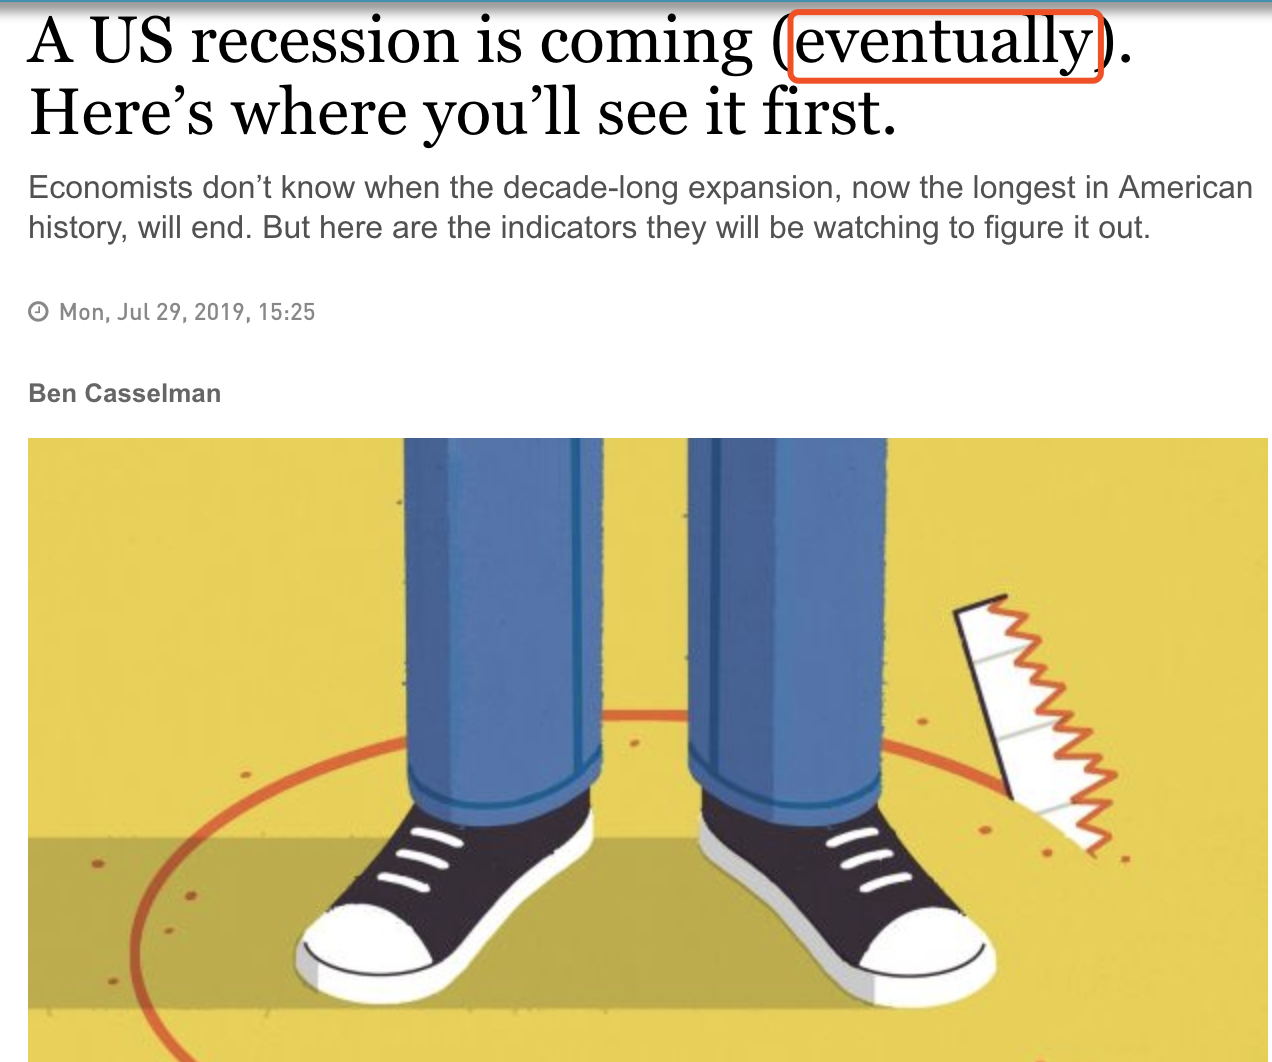 A US recession is coming (eventually).
Here’s where you’ll see it first.
Economists don’t know when the decade-long expansion, now the longest in American
history, will end. But here are the indicators they will be watching to figure it out.
Mon, Jul 29, 2019, 15:25
Ben Casselman